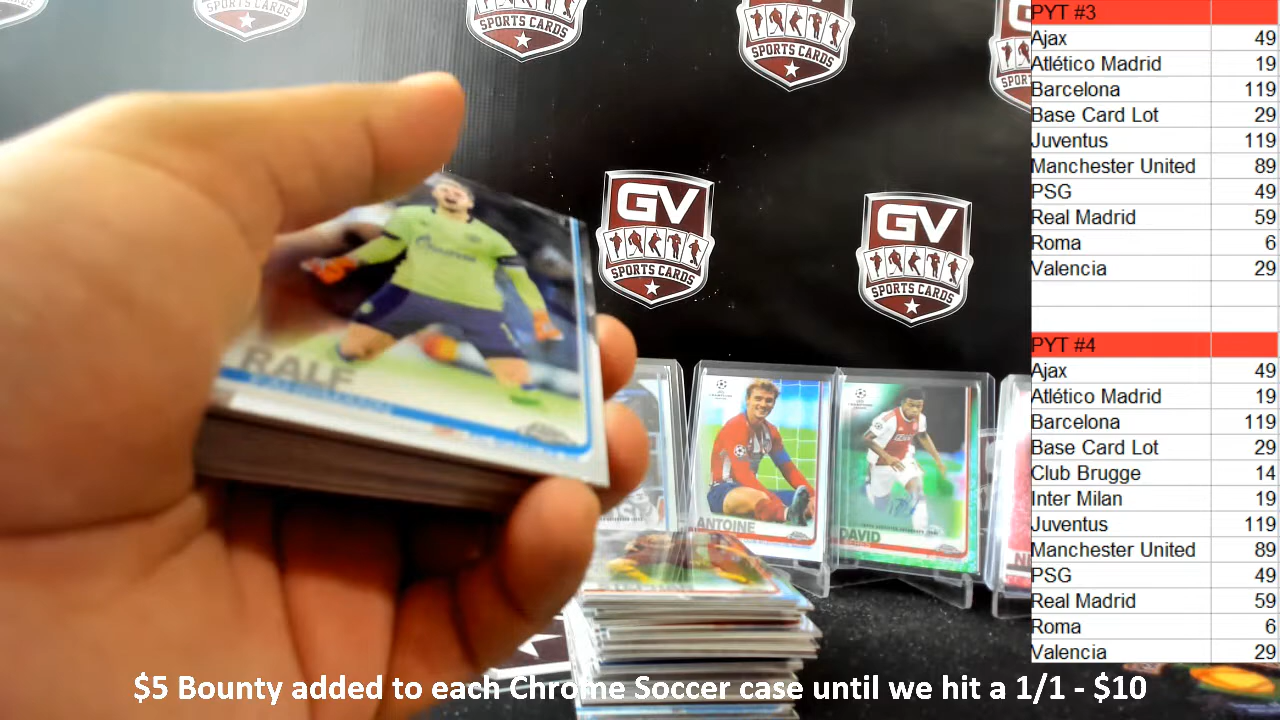 SPORTS CARDS
SPORTS CARDS
SPORTS CARDS
GV
SPORTS CARDS
GV
SPORTS CARDS
RALF
ANTOINE
DAVID
PYT #3
Ajax 49
Atlético Madrid 19
Barcelona 119
Base Card Lot 29
Juventus 119
Manchester United 89
PSG 49
Real Madrid 59
Roma 6
Valencia 29
PYT #4
Ajax 49
Atlético Madrid 19
Barcelona 119
Base Card Lot 29
Club Brugge 14
Inter Milan 19
Juventus 119
Manchester United 89
PSG 49
Real Madrid 59
Roma 6
Valencia 29
$5 Bounty added to each Chrome Soccer case until we hit a 1/1 - $10